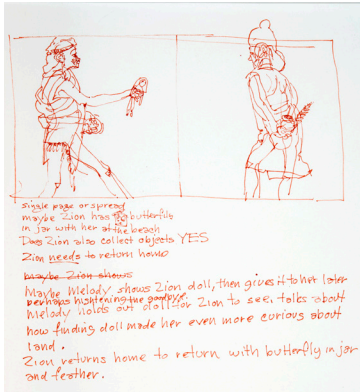 single page or spread
maybe Zion has big butterfly
in jar with her at the beach
Does Zion also collect objects YES
Zion needs to return home
maybe Zion shows
Maybe Melody shows Zion doll, then gives it to her later
perhaps hightening the goodbye.
Melody holds out doll for Zion to see, talks about
how finding doll made her even more curious about
land.
Zion returns home to return with butterfly in jar
and feather.